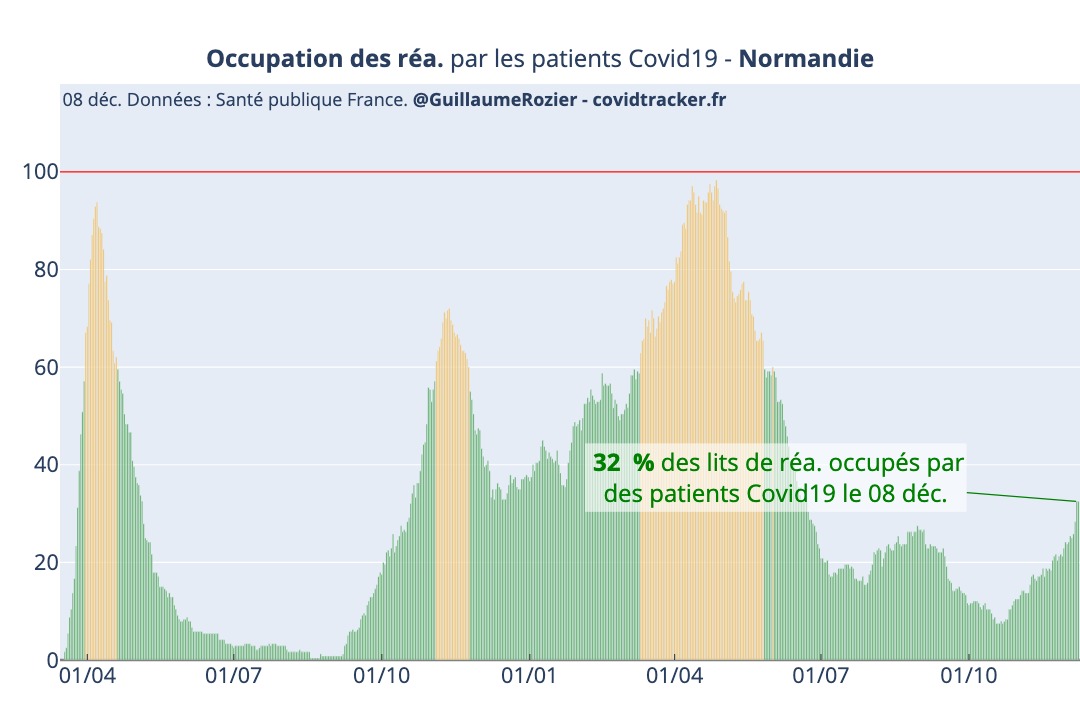 Occupation des réa. par les patients Covid19 - Normandie
08 déc. Données : Santé publique France. @GuillaumeRozier - covidtracker.fr
100
80
60
40
20
0
32 % des lits de réa. occupés par
des patients Covid19 le 08 déc.
01/04 01/07 01/10 01/01 01/04 01/07 01/10